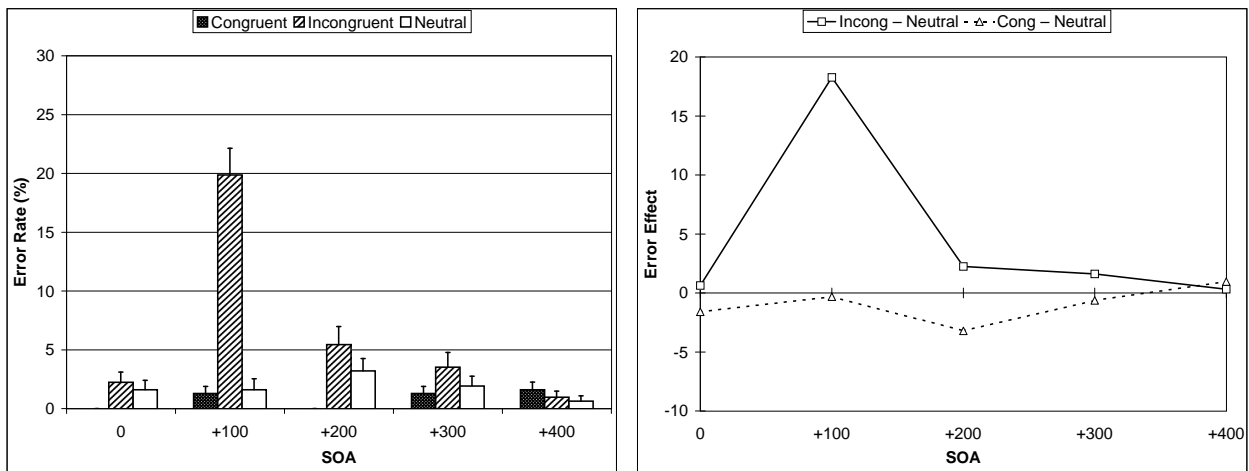 Congruent Incongruent Neutral
30
25
20
15
10
5
0
Error Rate (%)
0 +100 +200 +300 +400
SOA
Incong – Neutral Cong – Neutral
20
15
10
5
0
-5
-10
Error Effect
0 +100 +200 +300 +400
SOA